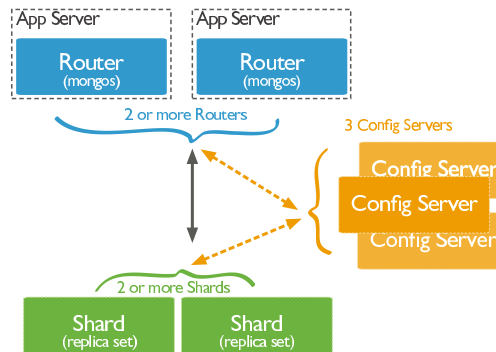 App Server
App Server
Router
(mongos)
Router
(mongos)
2 or more Routers
3 Config Servers
Config Server
Config Server
Config Server
2 or more Shards
Shard
(replica set)
Shard
(replica set)